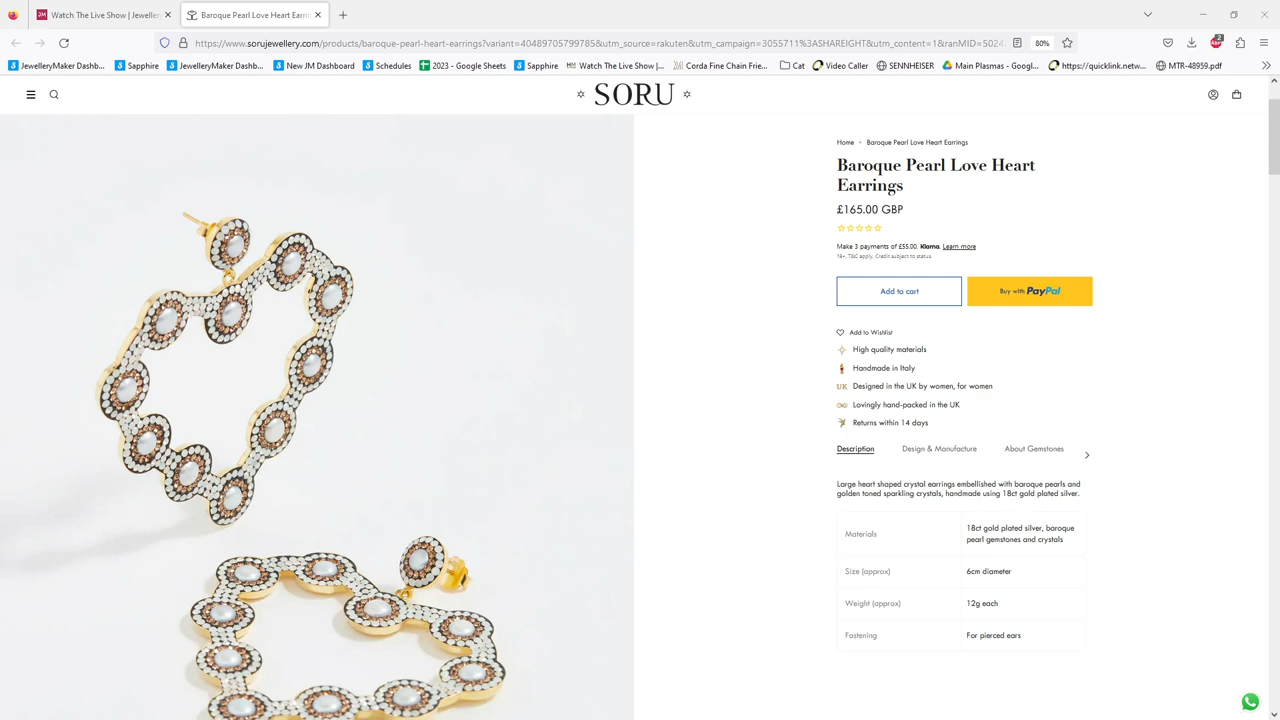 Watch The Live Show | Jeweller
Baroque Pearl Love Heart Earrin
https://www.sorujewellery.com/products/baroque-pearl-heart-earrings?variant=40489705799785&utm_source=rakuten&utm_campaign=3055711%3ASHAREIGHT&utm_content=1&ranMID=5024
80%
2
JewelleryMaker Dashb...
Sapphire
JewelleryMaker Dashb...
New JM Dashboard
Schedules
2023 - Google Sheets
Sapphire
Watch The Live Show |...
Corda Fine Chain Frie...
Cat
Video Caller
SENNHEISER
Main Plasmas - Googl...
https://quicklink.netw...
MTR-48959.pdf
SORU
Home
Baroque Pearl Love Heart Earrings
Baroque Pearl Love Heart
Earrings
£165.00 GBP
Make 3 payments of £55.00. Klarna. Learn more
18+, T&C apply, Credit subject to status.
Add to cart
Buy with PayPal
Add to Wishlist
High quality materials
Handmade in Italy
UK Designed in the UK by women, for women
Lovingly hand-packed in the UK
Returns within 14 days
Description
Design & Manufacture
About Gemstones
Large heart shaped crystal earrings embellished with baroque pearls and
golden toned sparkling crystals, handmade using 18ct gold plated silver.
Materials
18ct gold plated silver, baroque
pearl gemstones and crystals
Size (approx)
6cm diameter
Weight (approx)
12g each
Fastening
For pierced ears